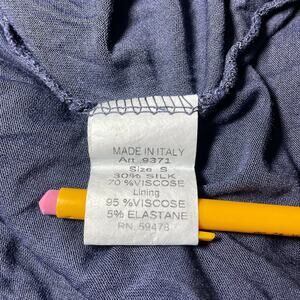 MADE IN ITALY
Art. 9371
Size S
30% SILK
70 %VISCOSE
Lining
95 %VISCOSE
5% ELASTANE
RN. 59478